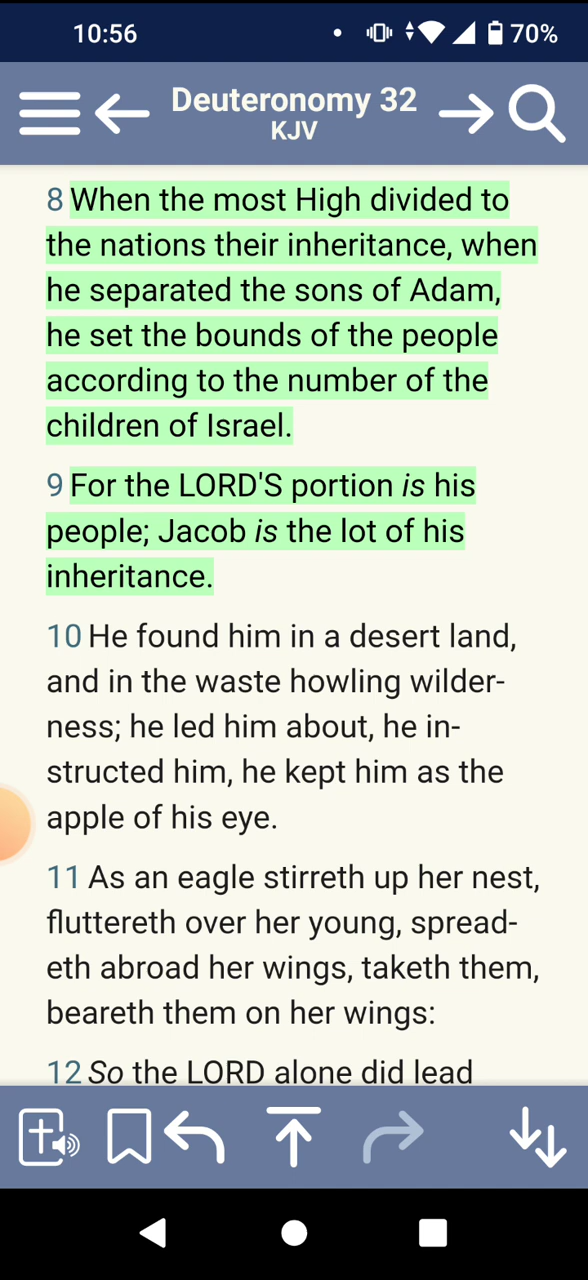 10:56
70%
Deuteronomy 32
KJV
8 When the most High divided to
the nations their inheritance, when
he separated the sons of Adam,
he set the bounds of the people
according to the number of the
children of Israel.
9 For the LORD'S portion is his
people; Jacob is the lot of his
inheritance.
10 He found him in a desert land,
and in the waste howling wilder-
ness; he led him about, he in-
structed him, he kept him as the
apple of his eye.
11 As an eagle stirreth up her nest,
fluttereth over her young, spread-
eth abroad her wings, taketh them,
beareth them on her wings:
12 So the LORD alone did lead